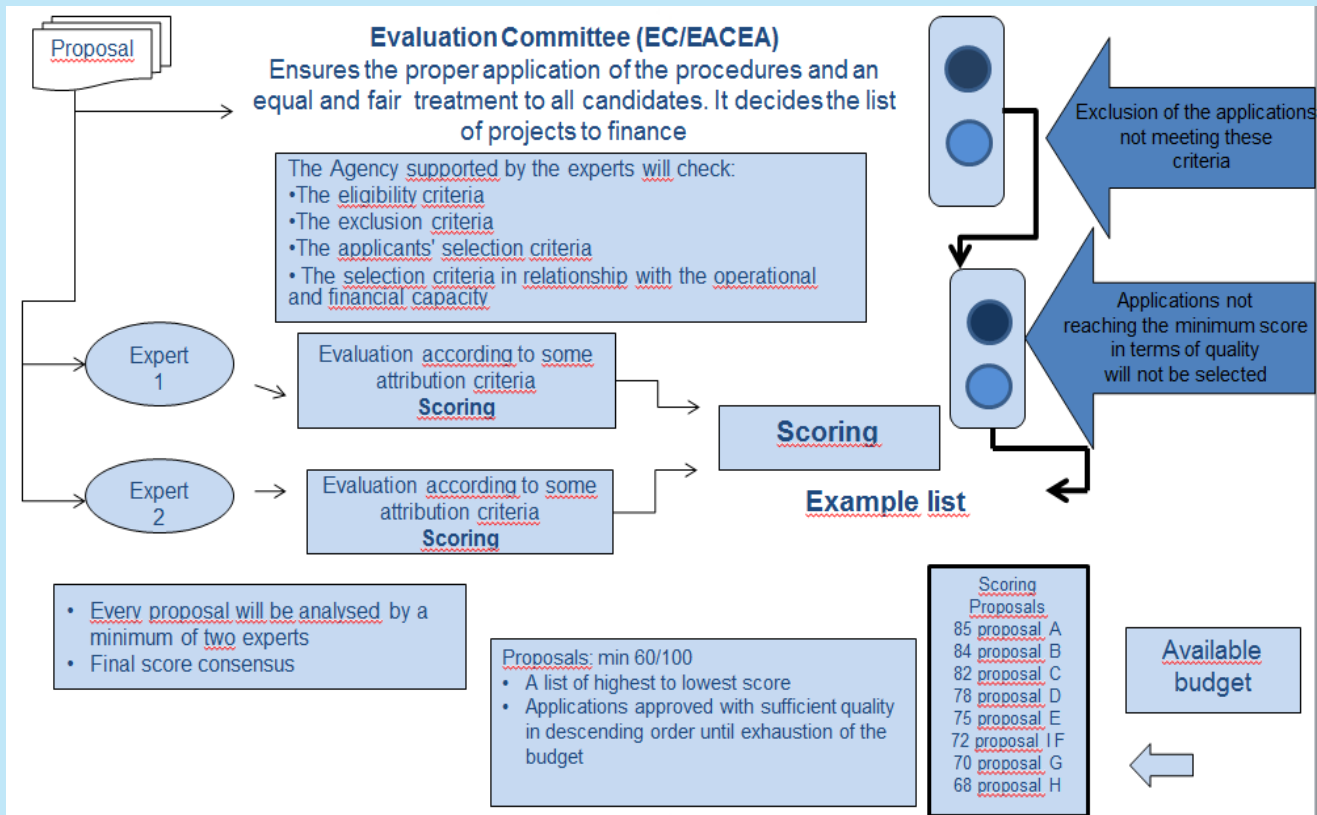 Proposal
Evaluation Committee (EC/EACEA)
Ensures the proper application of the procedures and an
equal and fair treatment to all candidates. It decides the list
of projects to finance
The Agency supported by the experts will check:
•The eligibility criteria
•The exclusion criteria
•The applicants' selection criteria
• The selection criteria in relationship with the operational
and financial capacity
Exclusion of the applications
not meeting these
criteria
Applications not
reaching the minimum score
in terms of quality
will not be selected
Expert
1
Evaluation according to some
attribution criteria
Scoring
Scoring
Expert
2
Evaluation according to some
attribution criteria
Scoring
Example list
• Every proposal will be analysed by a
minimum of two experts
• Final score consensus
Proposals: min 60/100
• A list of highest to lowest score
• Applications approved with sufficient quality
in descending order until exhaustion of the
budget
Scoring
Proposals
85 proposal A
84 proposal B
82 proposal C
78 proposal D
75 proposal E
72 proposal I F
70 proposal G
68 proposal H
Available
budget